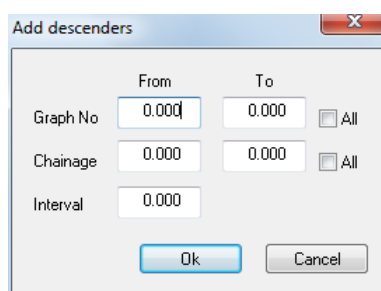 Add descenders
From To
Graph No 0.000 0.000 All
Chainage 0.000 0.000 All
Interval 0.000
Ok Cancel